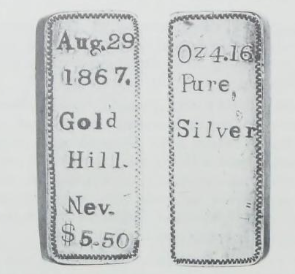 Aug.29
1867.
Gold
Hill.
Nev.
$5.50
Oz 4.16
Pure,
Silver